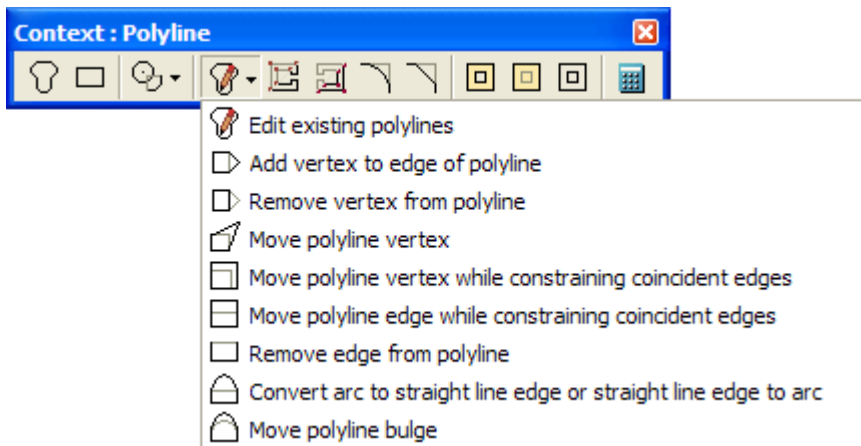 Context : Polyline
Edit existing polylines
Add vertex to edge of polyline
Remove vertex from polyline
Move polyline vertex
Move polyline vertex while constraining coincident edges
Move polyline edge while constraining coincident edges
Remove edge from polyline
Convert arc to straight line edge or straight line edge to arc
Move polyline bulge